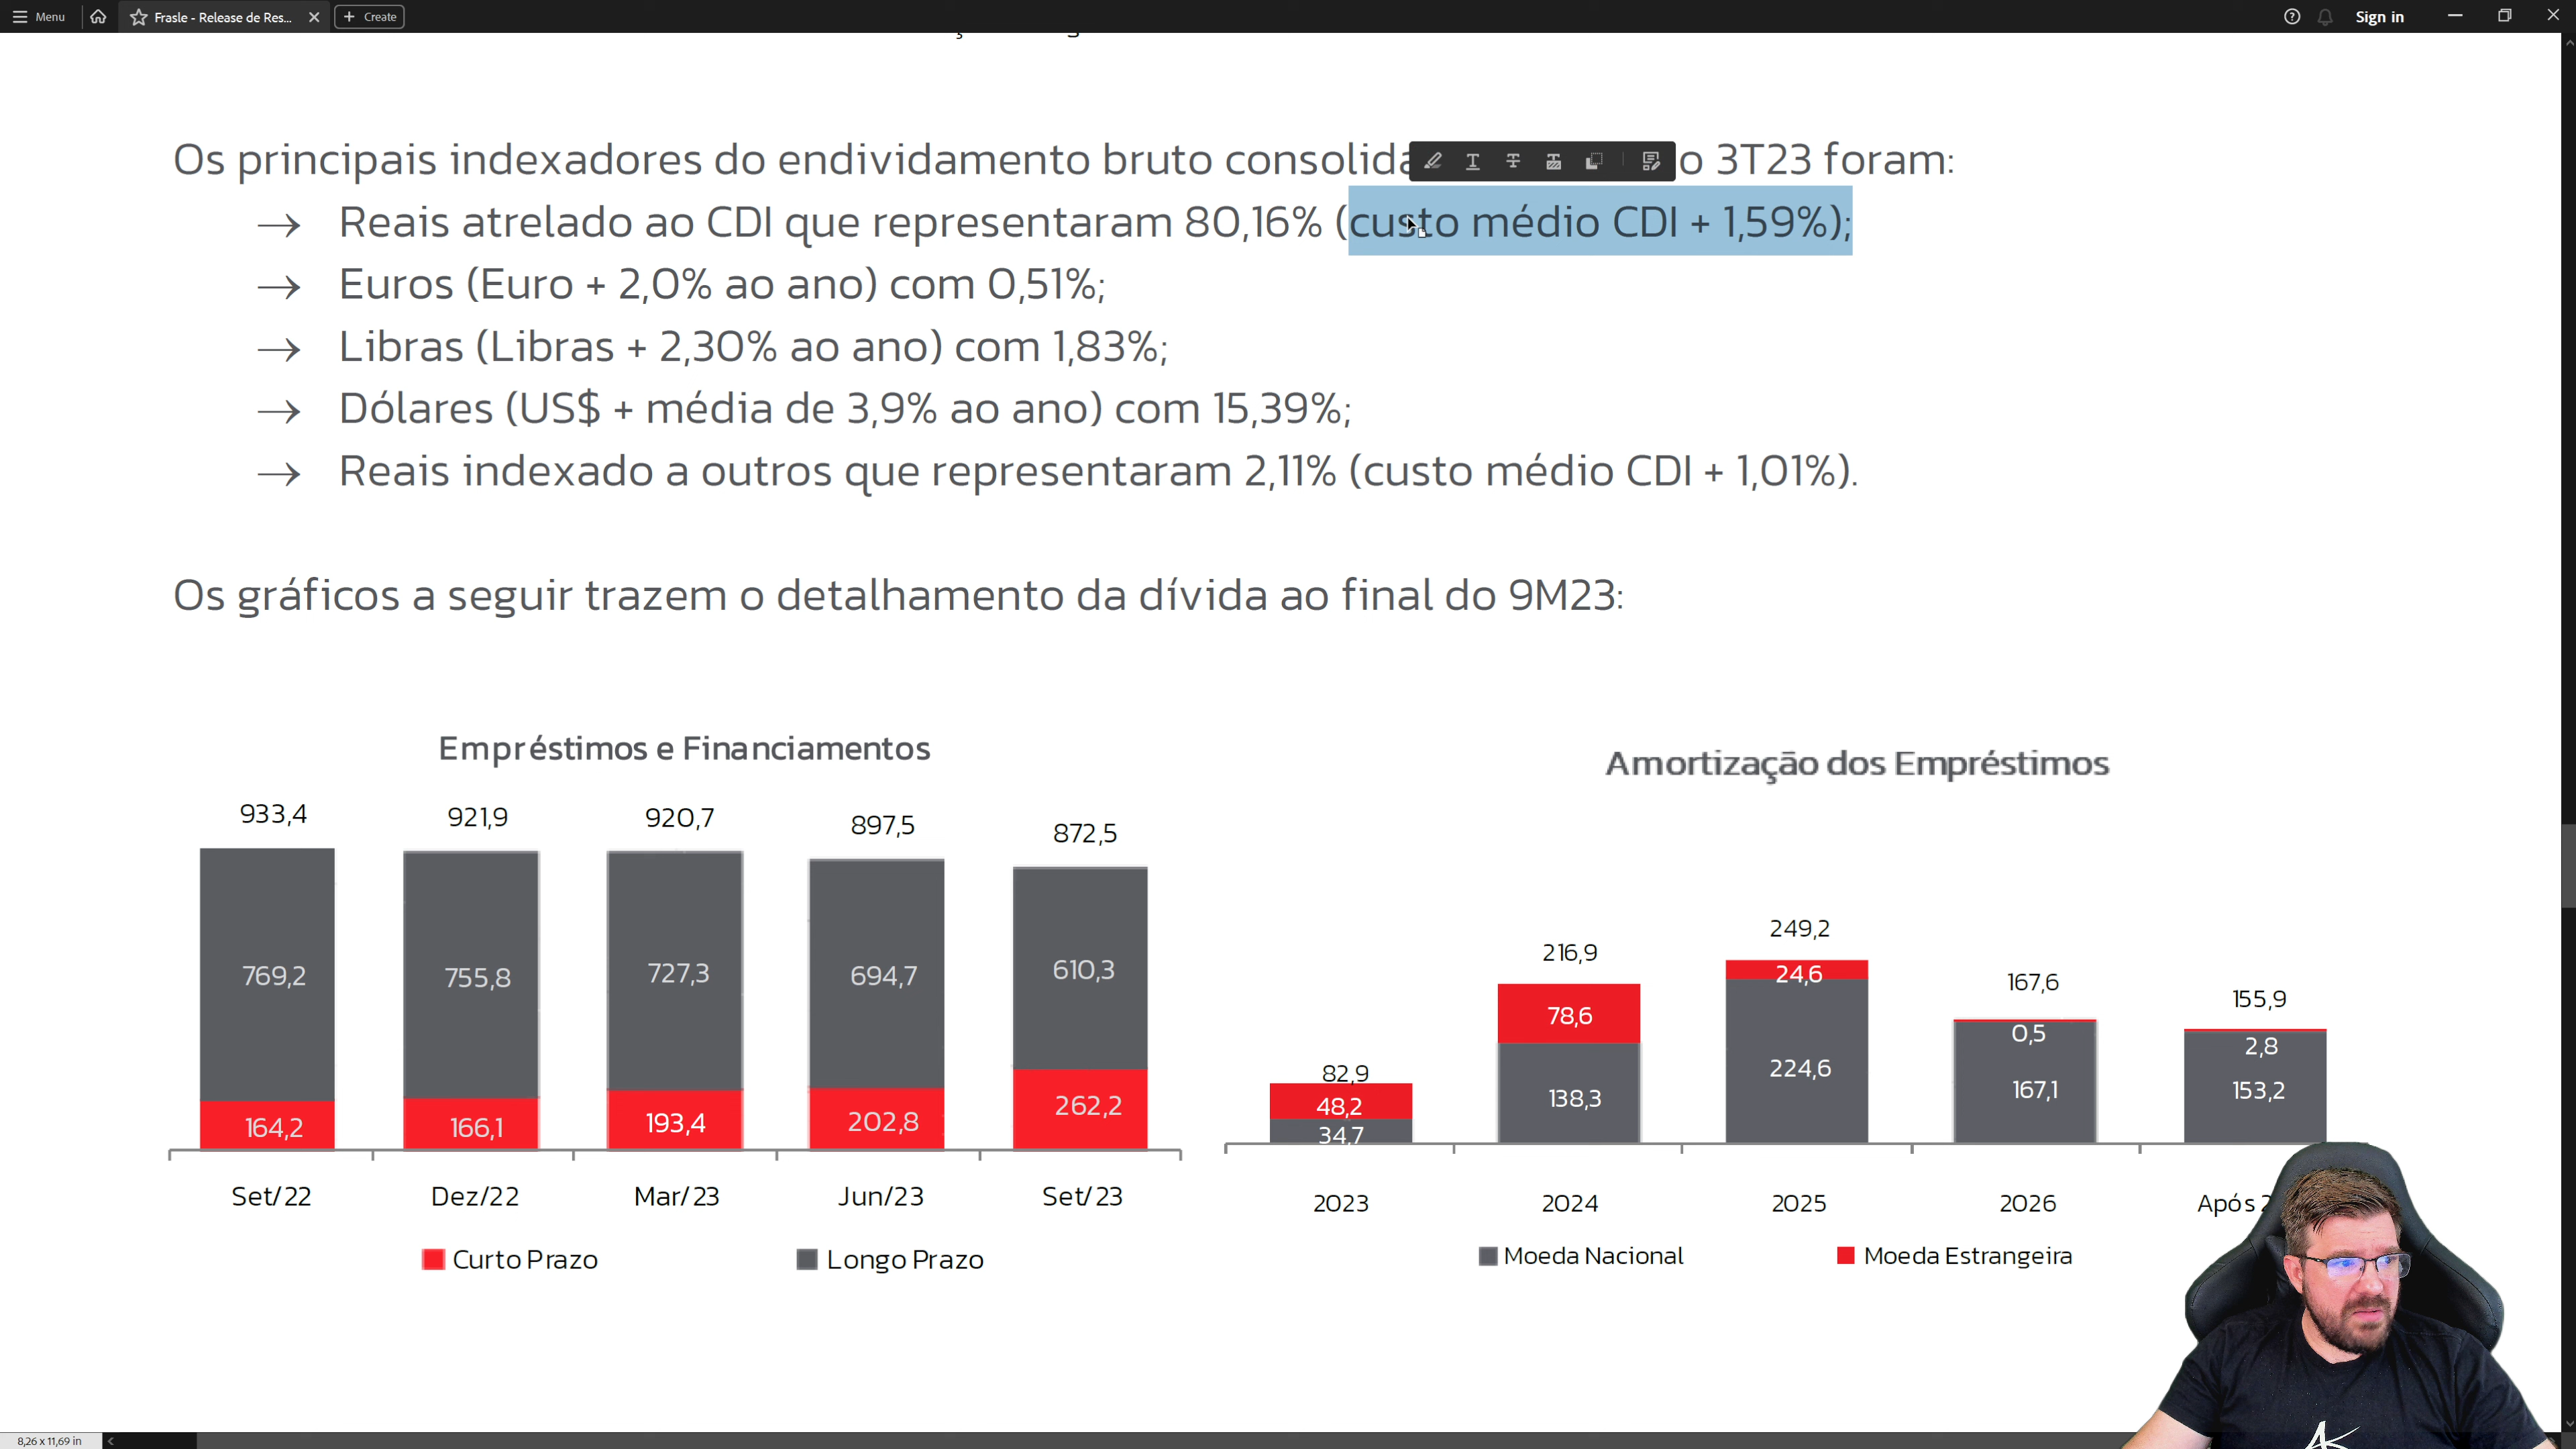 Menu
Frasle - Release de Res...
Create
Sign in
Os principais indexadores do endividamento bruto o 3T23 foram:
→ Reais atrelado ao CDI que representaram 80,16% (custo médio CDI + 1,59%);
→ Euros (Euro + 2,0% ao ano) com 0,51%;
→ Libras (Libras + 2,30% ao ano) com 1,83%;
→ Dólares (US$ + média de 3,9% ao ano) com 15,39%;
→ Reais indexado a outros que representaram 2,11% (custo médio CDI + 1,01%).
Os gráficos a seguir trazem o detalhamento da dívida ao final do 9M23:
Empréstimos e Financiamentos
933,4 921,9 920,7 897,5 872,5
769,2 755,8 727,3 694,7 610,3
164,2 166,1 193,4 202,8 262,2
Set/22 Dez/22 Mar/23 Jun/23 Set/23
Curto Prazo Longo Prazo
Amortização dos Empréstimos
82,9 216,9 249,2 167,6 155,9
48,2 78,6 24,6 0,5 2,8
34,7 138,3 224,6 167,1 153,2
2023 2024 2025 2026 Após
Moeda Nacional Moeda Estrangeira
8,26 x 11,69 in